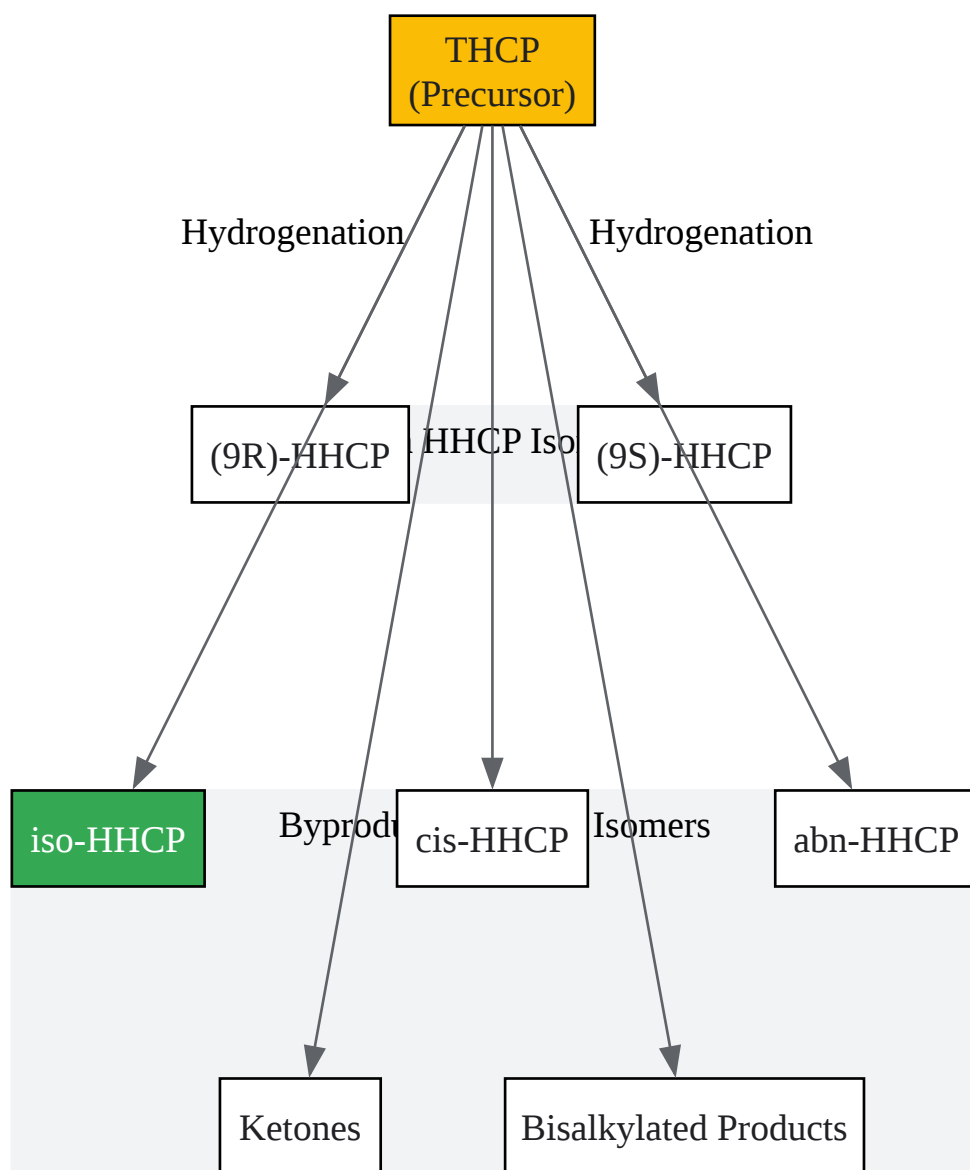 THCP
(Precursor)
Hydrogenation
Hydrogenation
(9R)-HHCP
HHCP
(9S)-HHCP
iso-HHCP
cis-HHCP
Isomers
abn-HHCP
Ketones
Bisalkylated Products